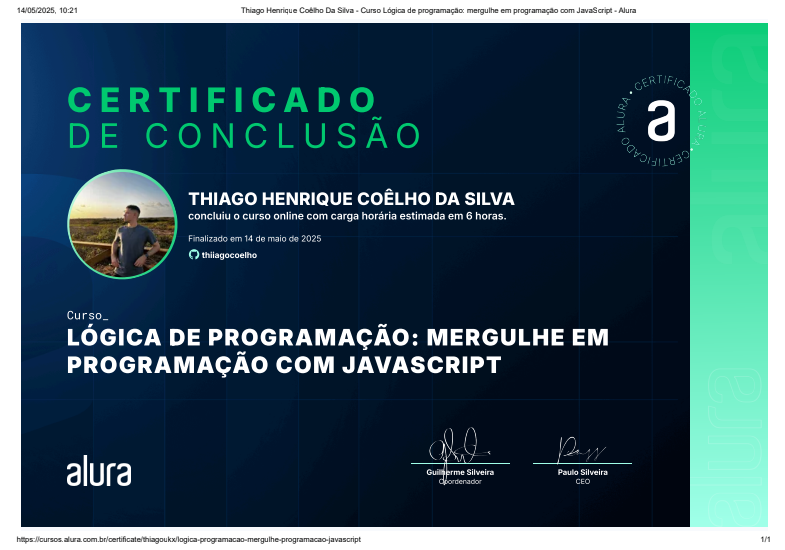 14/05/2025, 10:21
Thiago Henrique Coêlho Da Silva - Curso Lógica de programação: mergulhe em programação com JavaScript - Alura
CERTIFICADO
DE CONCLUSÃO
CERTIFICADO ALURA • CERTIFICADO ALURA •
a
THIAGO HENRIQUE COÊLHO DA SILVA
concluiu o curso online com carga horária estimada em 6 horas.
Finalizado em 14 de maio de 2025
thiiagocoelho
Curso_
LÓGICA DE PROGRAMAÇÃO: MERGULHE EM
PROGRAMAÇÃO COM JAVASCRIPT
alura
Guilherme Silveira
Coordenador
Paulo Silveira
CEO
alura
alura
https://cursos.alura.com.br/certificate/thiagoukx/logica-programacao-mergulhe-programacao-javascript
1/1